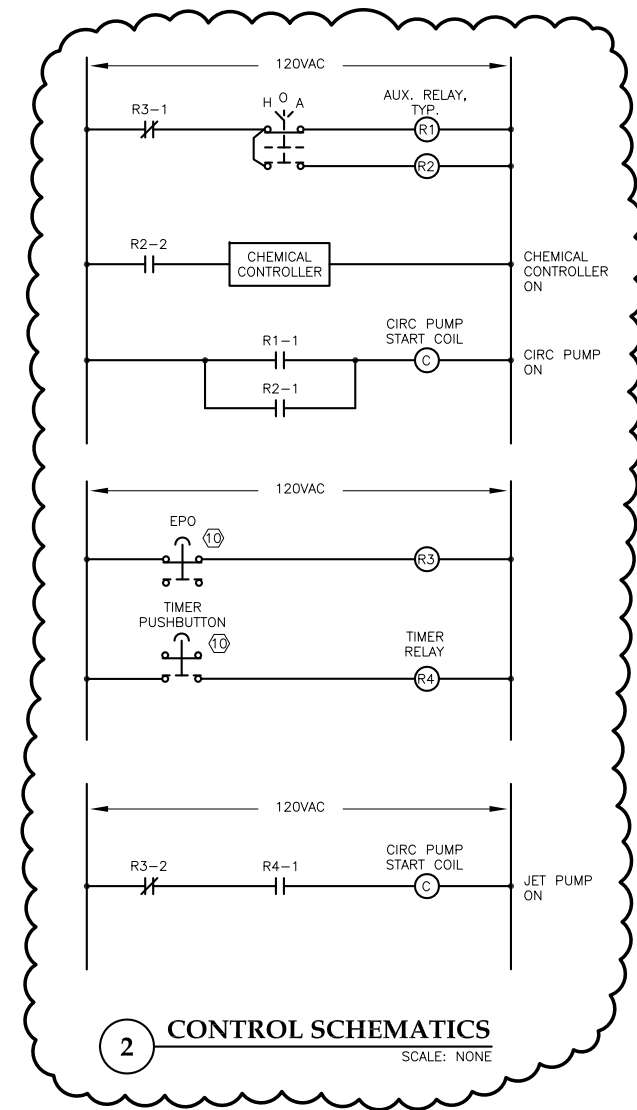 120VAC
R3-1
H O A
AUX. RELAY,
TYP.
R1
R2
R2-2
CHEMICAL
CONTROLLER
CHEMICAL
CONTROLLER
ON
CIRC PUMP
START COIL
R1-1
C
CIRC PUMP
ON
R2-1
120VAC
EPO
10
R3
TIMER
PUSHBUTTON
10
TIMER
RELAY
R4
120VAC
R3-2
R4-1
CIRC PUMP
START COIL
C
JET PUMP
ON
2
CONTROL SCHEMATICS
SCALE: NONE